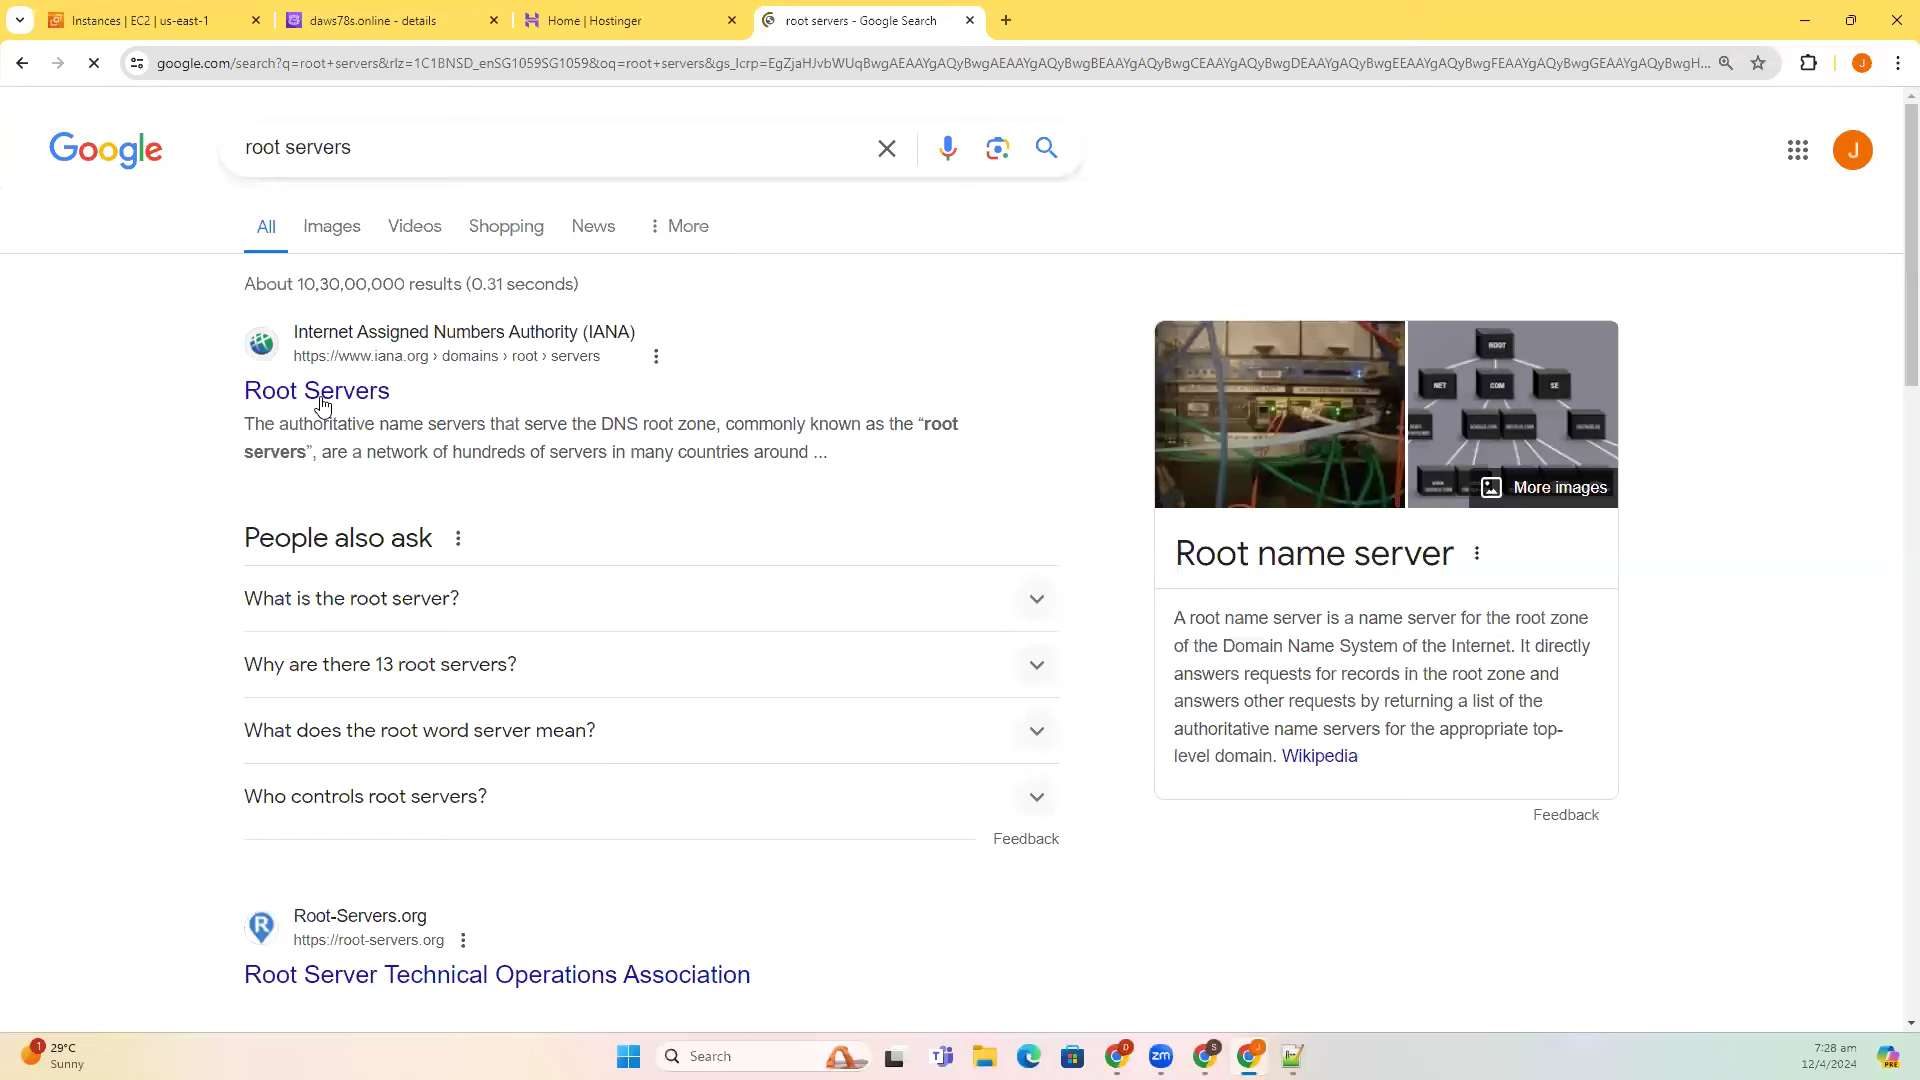 Instances | EC2 | us-east-1
daws78s.online - details
Home | Hostinger
root servers - Google Search
google.com/search?q=root+servers&rlz=1C1BNSD_enSG1059SG1059&oq=root+servers&gs_lcrp=EgZjaHJvbWUqBwgAEAAYgAQyBwgAEAAYgAQyBwgBEAAYgAQyBwgCEAAYgAQyBwgDEAAYgAQyBwgEEAAYgAQyBwgFEAAYgAQyBwgGEAAYgAQyBwgH...
J
Google
root servers
J
All
Images
Videos
Shopping
News
More
About 10,30,00,000 results (0.31 seconds)
Internet Assigned Numbers Authority (IANA)
https://www.iana.org › domains › root › servers
Root Servers
The authoritative name servers that serve the DNS root zone, commonly known as the “root
servers”, are a network of hundreds of servers in many countries around ...
People also ask
What is the root server?
Why are there 13 root servers?
What does the root word server mean?
Who controls root servers?
Feedback
Root-Servers.org
https://root-servers.org
Root Server Technical Operations Association
ROOT
NET
COM
SE
More images
Root name server
A root name server is a name server for the root zone
of the Domain Name System of the Internet. It directly
answers requests for records in the root zone and
answers other requests by returning a list of the
authoritative name servers for the appropriate top-
level domain. Wikipedia
Feedback
1
29°C
Sunny
Search
D
zm
S
J
7:28 am
12/4/2024
PRE